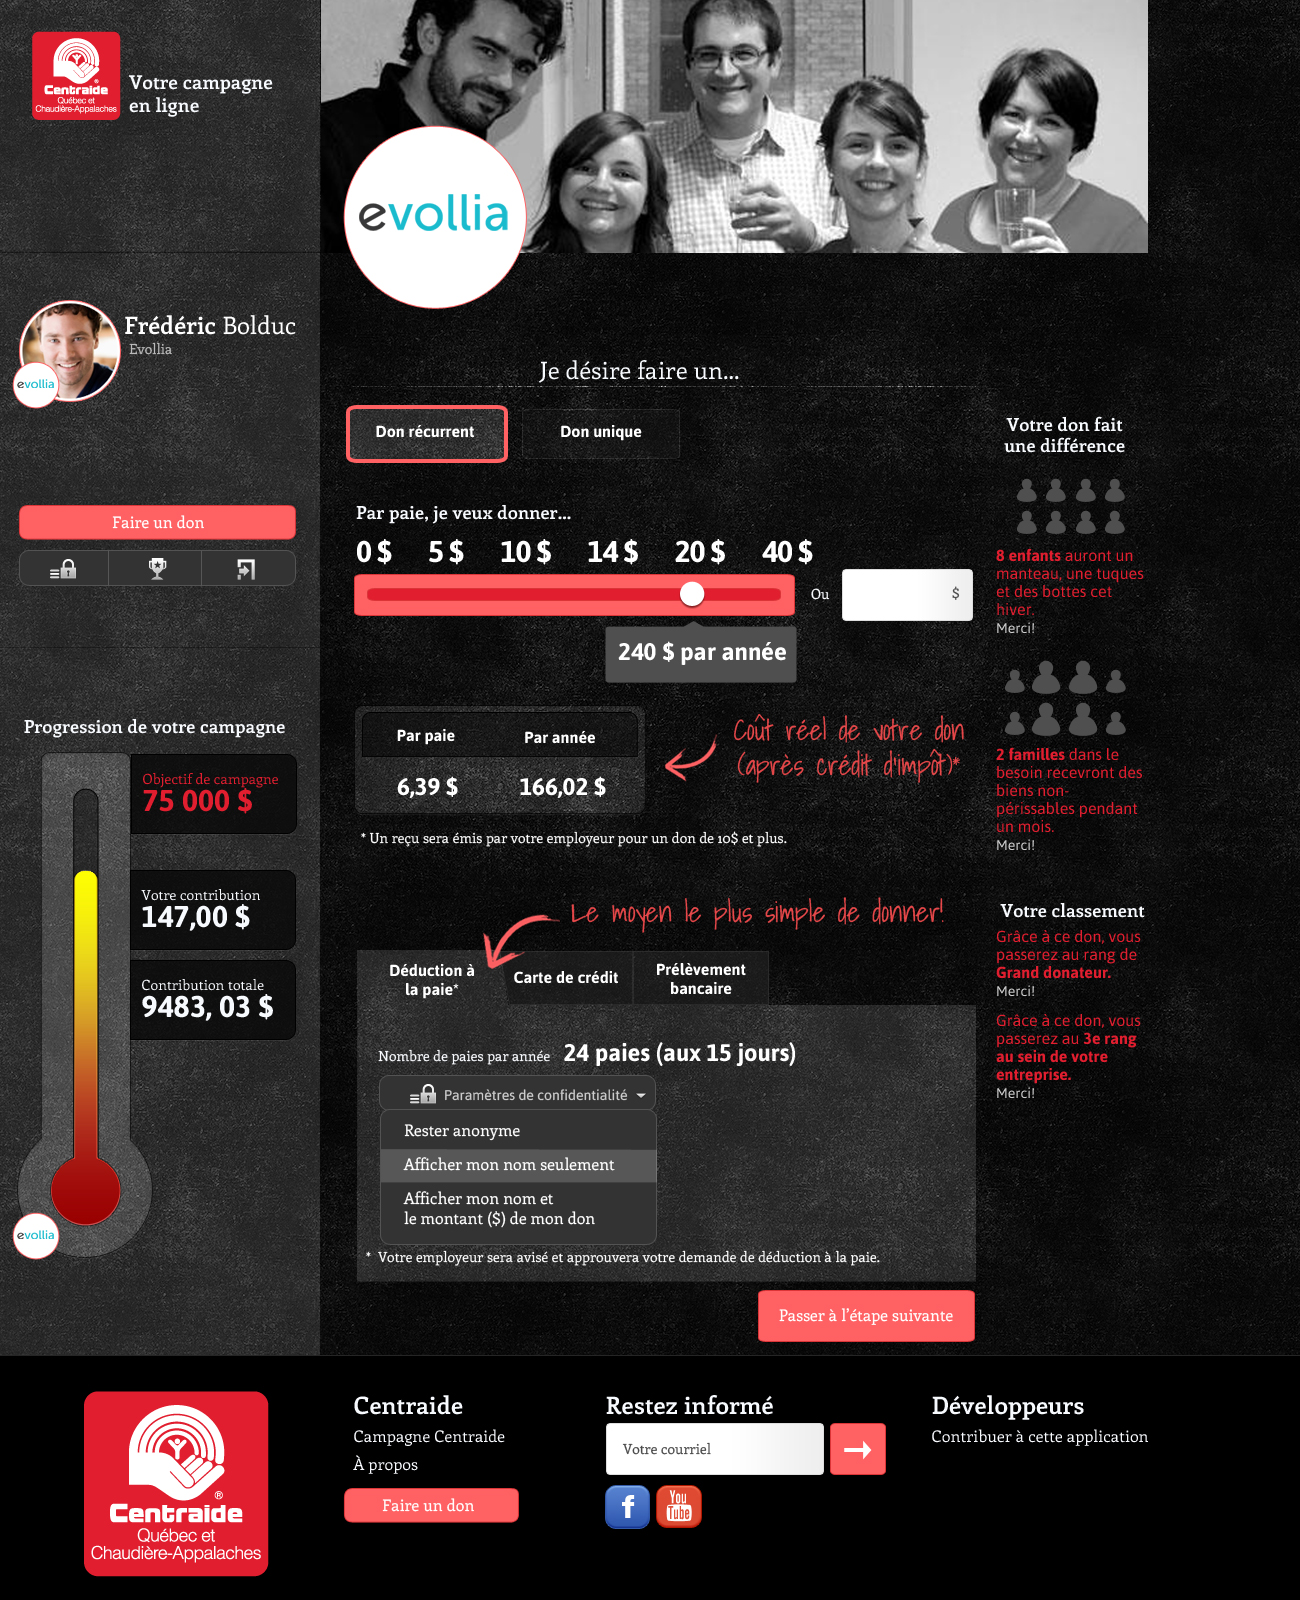 Centraide
Québec et
Chaudière-Appalaches
Votre campagne
en ligne
evollia
Frédéric Bolduc
Evollia
evollia
Faire un don
Progression de votre campagne
Objectif de campagne
75 000 $
Votre contribution
147,00 $
Contribution totale
9483, 03 $
evollia
Je désire faire un...
Don récurrent
Don unique
Par paie, je veux donner...
0 $ 5 $ 10 $ 14 $ 20 $ 40 $
Ou
$
240 $ par année
Par paie Par année
6,39 $ 166,02 $
Coût réel de votre don
(après crédit d'impôt)*
* Un reçu sera émis par votre employeur pour un don de 10$ et plus.
Le moyen le plus simple de donner!
Déduction à
la paie*
Carte de crédit
Prélèvement
bancaire
Nombre de paies par année 24 paies (aux 15 jours)
Paramètres de confidentialité
Rester anonyme
Afficher mon nom seulement
Afficher mon nom et
le montant ($) de mon don
* Votre employeur sera avisé et approuvera votre demande de déduction à la paie.
Passer à l'étape suivante
Votre don fait
une différence
8 enfants auront un
manteau, une tuques
et des bottes cet
hiver.
Merci!
2 familles dans le
besoin recevront des
biens non-
périssables pendant
un mois.
Merci!
Votre classement
Grâce à ce don, vous
passerez au rang de
Grand donateur.
Merci!
Grâce à ce don, vous
passerez au 3e rang
au sein de votre
entreprise.
Merci!
Centraide®
Québec et
Chaudière-Appalaches
Centraide
Campagne Centraide
À propos
Faire un don
Restez informé
Votre courriel
f
You
Tube
Développeurs
Contribuer à cette application